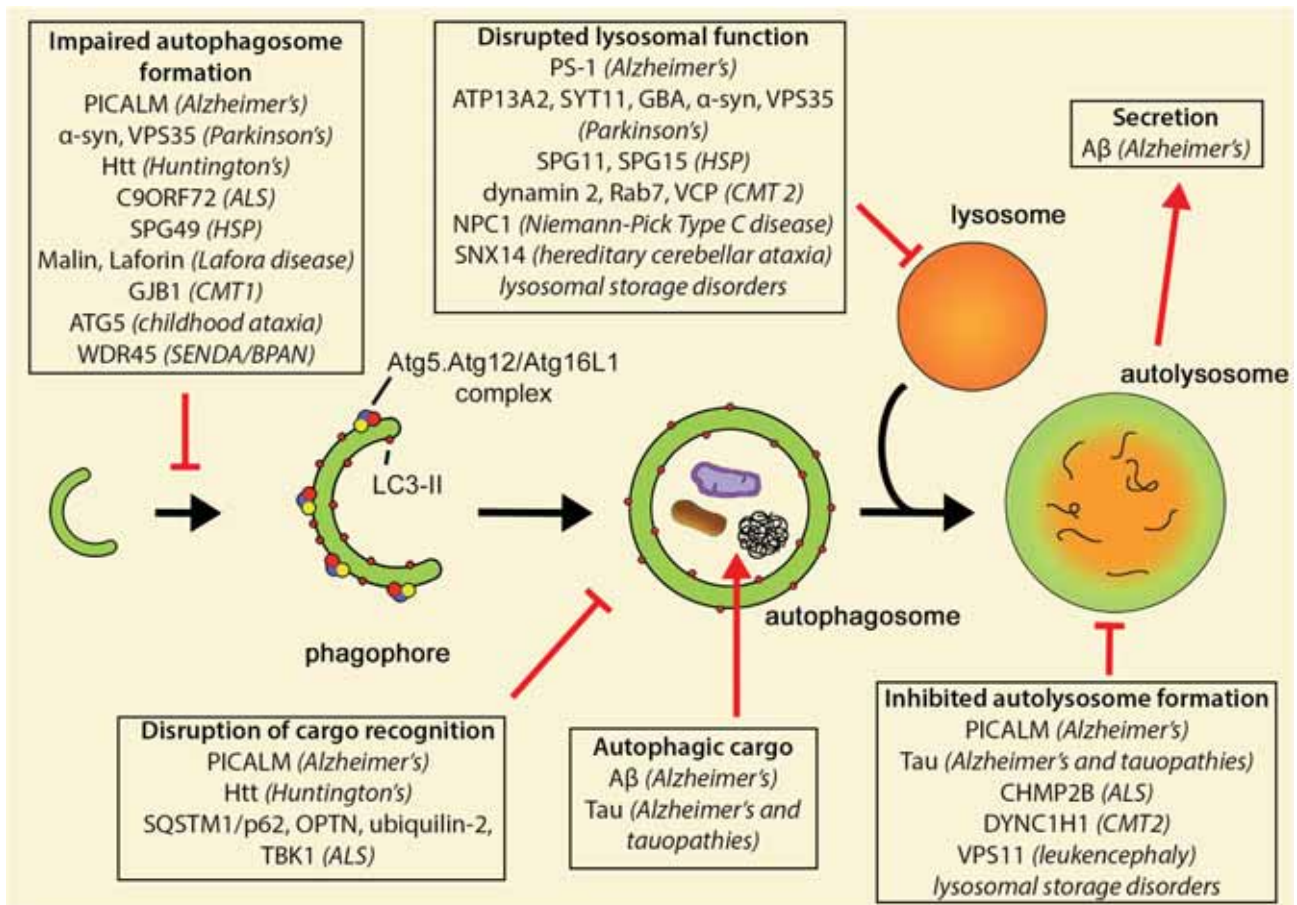 Impaired autophagosome
formation
PICALM (Alzheimer's)
α-syn, VPS35 (Parkinson's)
Htt (Huntington's)
C9ORF72 (ALS)
SPG49 (HSP)
Malin, Laforin (Lafora disease)
GJB1 (CMT1)
ATG5 (childhood ataxia)
WDR45 (SENDA/BPAN)
Disrupted lysosomal function
PS-1 (Alzheimer's)
ATP13A2, SYT11, GBA, α-syn, VPS35
(Parkinson's)
SPG11, SPG15 (HSP)
dynamin 2, Rab7, VCP (CMT 2)
NPC1 (Niemann-Pick Type C disease)
SNX14 (hereditary cerebellar ataxia)
lysosomal storage disorders
Secretion
Aβ (Alzheimer's)
lysosome
autolysosome
Atg5.Atg12/Atg16L1
complex
LC3-II
phagophore
autophagosome
Disruption of cargo recognition
PICALM (Alzheimer's)
Htt (Huntington's)
SQSTM1/p62, OPTN, ubiquilin-2,
TBK1 (ALS)
Autophagic cargo
Aβ (Alzheimer's)
Tau (Alzheimer's and
tauopathies)
Inhibited autolysosome formation
PICALM (Alzheimer's)
Tau (Alzheimer's and tauopathies)
CHMP2B (ALS)
DYNC1H1 (CMT2)
VPS11 (leukencephaly)
lysosomal storage disorders